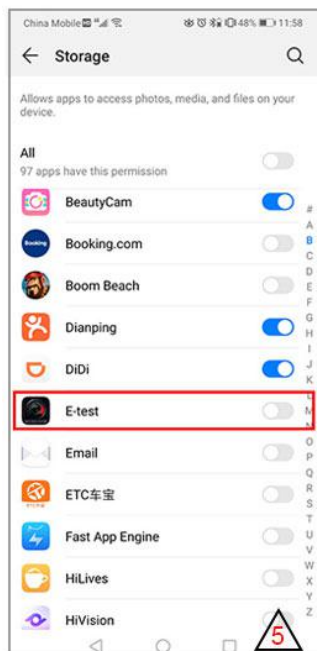 China Mobile 48% 11:58
Storage
Allows apps to access photos, media, and files on your
device.
All
97 apps have this permission
BeautyCam
Booking.com
Boom Beach
Dianping
DiDi
E-test
Email
ETC车宝
Fast App Engine
HiLives
HiVision
#
A
B
C
D
E
F
G
H
I
J
K
L
M
N
O
P
Q
R
S
T
U
V
W
X
Y
Z
5